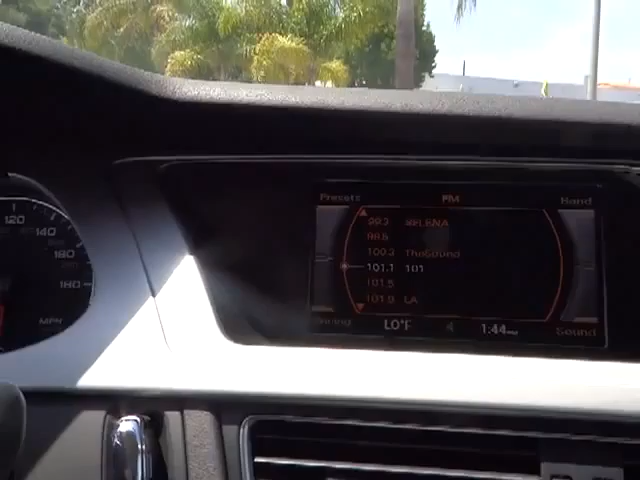 120
140
160
180
MPH
Presets FM Band
99.3 SELENA
100.3 TheSound
101.1 101
101.5
101.9 LA
LO°F 1:44
Sound